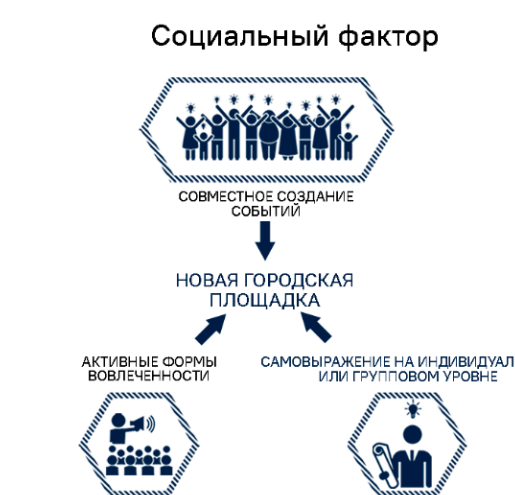 Социальный фактор
СОВМЕСТНОЕ СОЗДАНИЕ
СОБЫТИЙ
НОВАЯ ГОРОДСКАЯ
ПЛОЩАДКА
АКТИВНЫЕ ФОРМЫ
ВОВЛЕЧЕННОСТИ
САМОВЫРАЖЕНИЕ НА ИНДИВИДУАЛ
ИЛИ ГРУППОВОМ УРОВНЕ